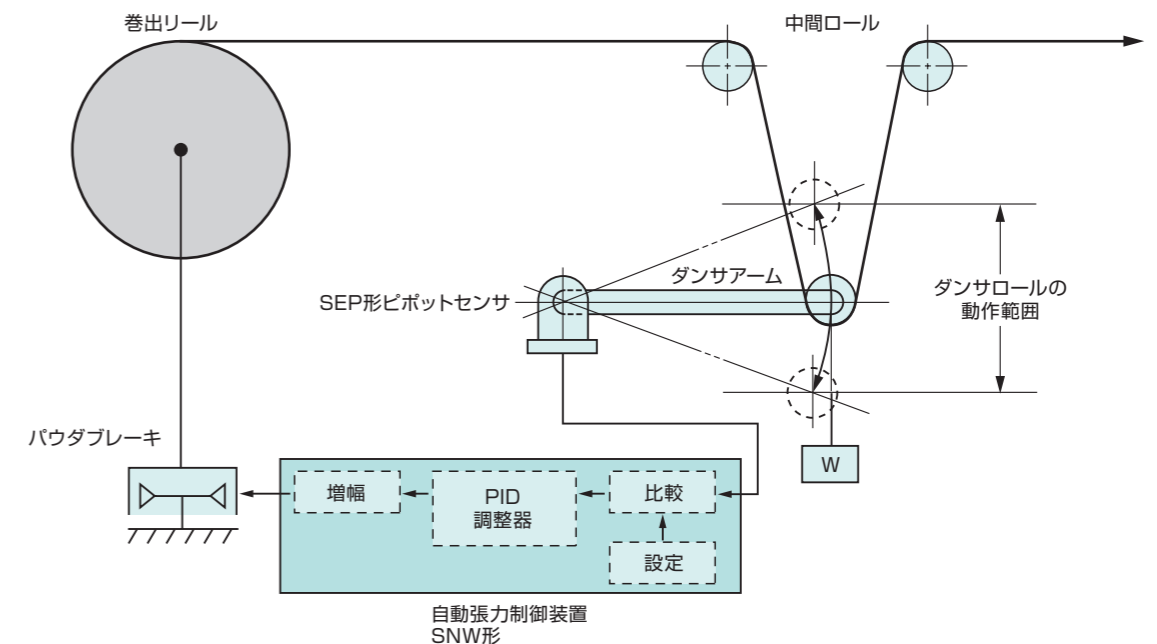 巻出リール
中間ロール
ダンサアーム
SEP形ピボットセンサ
ダンサロールの
動作範囲
パウダブレーキ
W
増幅
PID
調整器
比較
設定
自動張力制御装置
SNW形